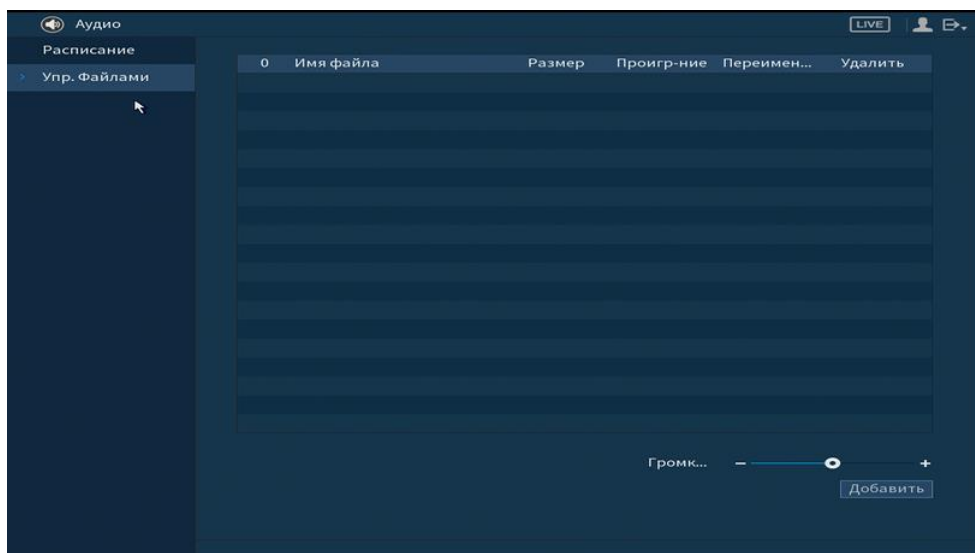 Аудио LIVE
Расписание
Упр. Файлами
0 Имя файла Размер Проигр-ние Переимен... Удалить
Громк... – +
Добавить